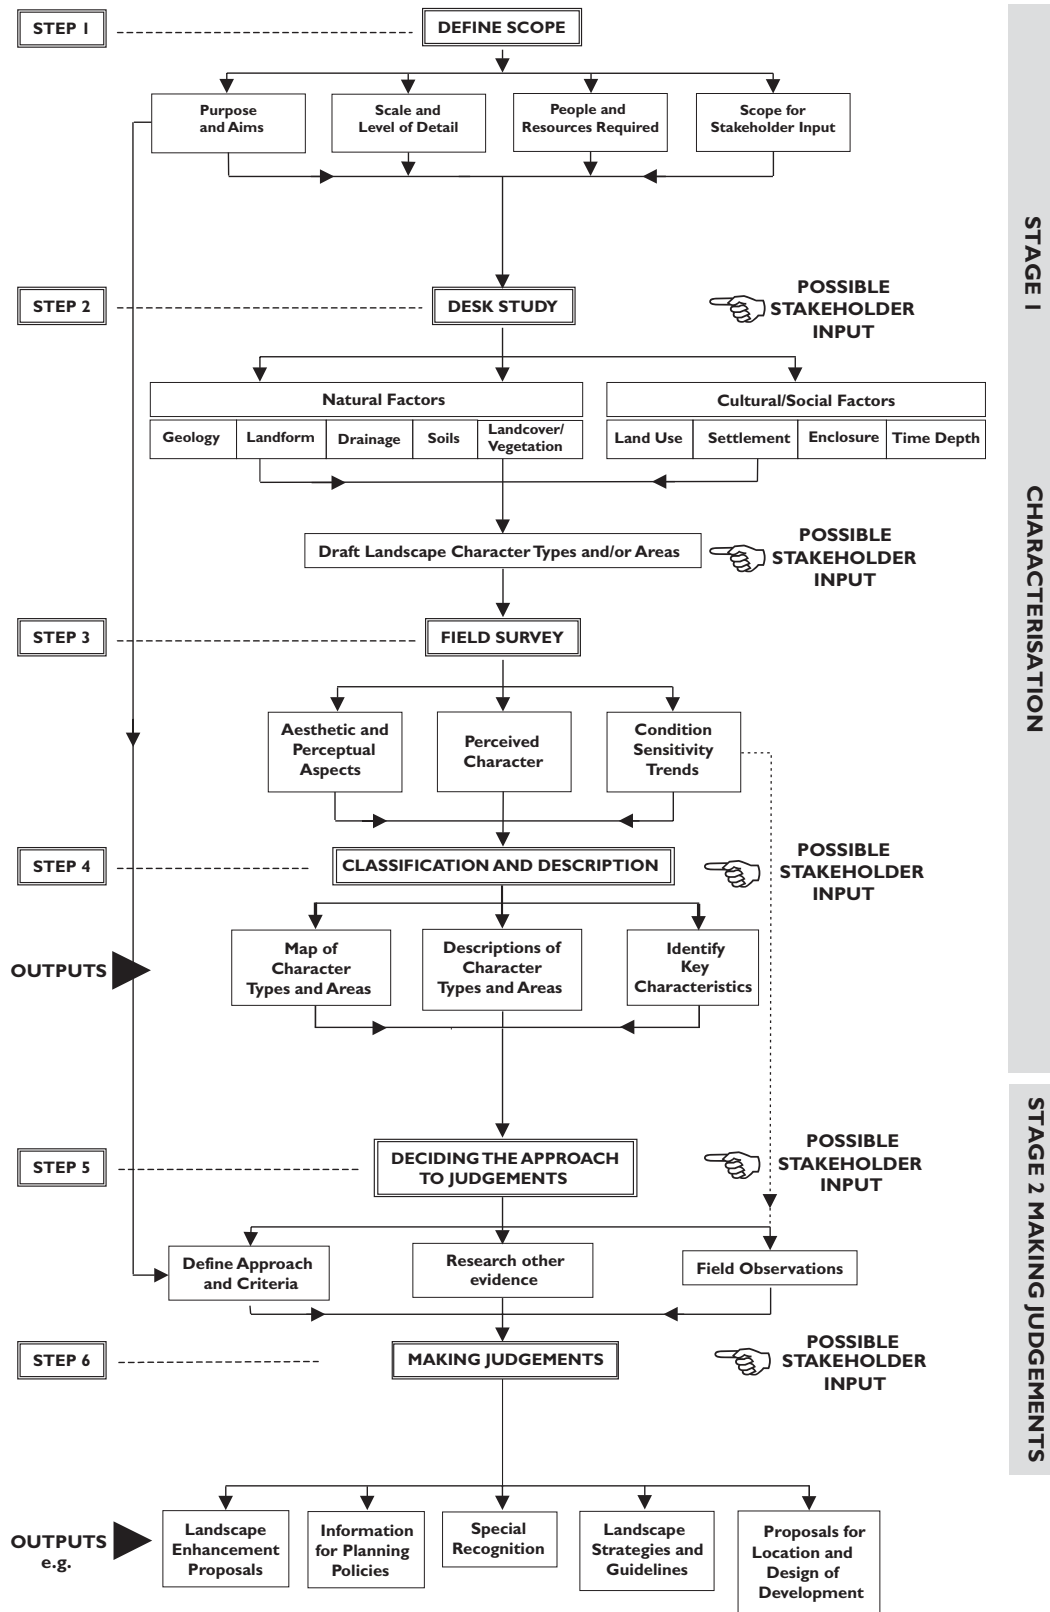 STEP 1
DEFINE SCOPE
Purpose
and Aims
Scale and
Level of Detail
People and
Resources Required
Scope for
Stakeholder Input
STAGE 1
STEP 2
DESK STUDY
POSSIBLE
STAKEHOLDER
INPUT
Natural Factors
Geology
Landform
Drainage
Soils
Landcover/
Vegetation
Cultural/Social Factors
Land Use
Settlement
Enclosure
Time Depth
Draft Landscape Character Types and/or Areas
POSSIBLE
STAKEHOLDER
INPUT
CHARACTERISATION
STEP 3
FIELD SURVEY
Aesthetic and
Perceptual
Aspects
Perceived
Character
Condition
Sensitivity
Trends
STEP 4
CLASSIFICATION AND DESCRIPTION
POSSIBLE
STAKEHOLDER
INPUT
OUTPUTS
Map of
Character
Types and Areas
Descriptions of
Character
Types and Areas
Identify
Key
Characteristics
STEP 5
DECIDING THE APPROACH
TO JUDGEMENTS
POSSIBLE
STAKEHOLDER
INPUT
STAGE 2 MAKING JUDGEMENTS
Define Approach
and Criteria
Research other
evidence
Field Observations
STEP 6
MAKING JUDGEMENTS
POSSIBLE
STAKEHOLDER
INPUT
OUTPUTS
e.g.
Landscape
Enhancement
Proposals
Information
for Planning
Policies
Special
Recognition
Landscape
Strategies and
Guidelines
Proposals for
Location and
Design of
Development